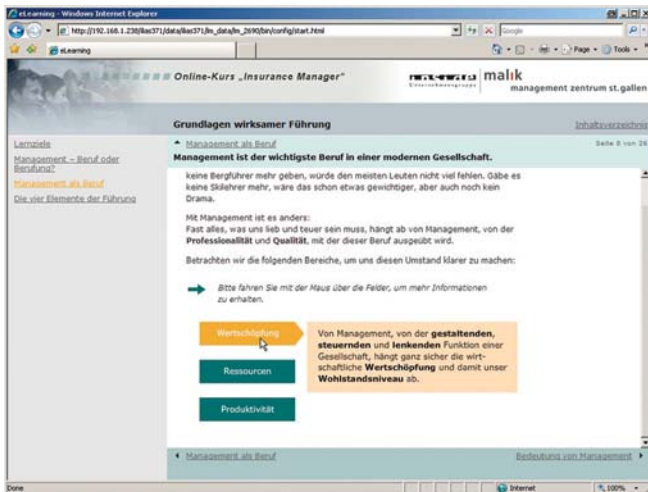 eLearning - Windows Internet Explorer
http://192.168.1.238/ilias371/data/ilias371/lm_data/lm_2690/bin/config/start.html
Google
eLearning
Page
Tools
Online-Kurs „Insurance Manager"
Unternehmensgruppe
malik
management zentrum st.gallen
Grundlagen wirksamer Führung
Inhaltsverzeichnis
Lernziele
Management – Beruf oder
Berufung?
Management als Beruf
Die vier Elemente der Führung
Management als Beruf
Seite 8 von 26
Management ist der wichtigste Beruf in einer modernen Gesellschaft.
keine Bergführer mehr geben, würde den meisten Leuten nicht viel fehlen. Gäbe es
keine Skilehrer mehr, wäre das schon etwas gewichtiger, aber auch noch kein
Drama.
Mit Management ist es anders:
Fast alles, was uns lieb und teuer sein muss, hängt ab von Management, von der
Professionalität und Qualität, mit der dieser Beruf ausgeübt wird.
Betrachten wir die folgenden Bereiche, um uns diesen Umstand klarer zu machen:
Bitte fahren Sie mit der Maus über die Felder, um mehr Informationen
zu erhalten.
Wertschöpfung
Von Management, von der gestaltenden,
steuernden und lenkenden Funktion einer
Gesellschaft, hängt ganz sicher die wirt-
schaftliche Wertschöpfung und damit unser
Wohlstandsniveau ab.
Ressourcen
Produktivität
Management als Beruf
Bedeutung von Management
Done
Internet
100%